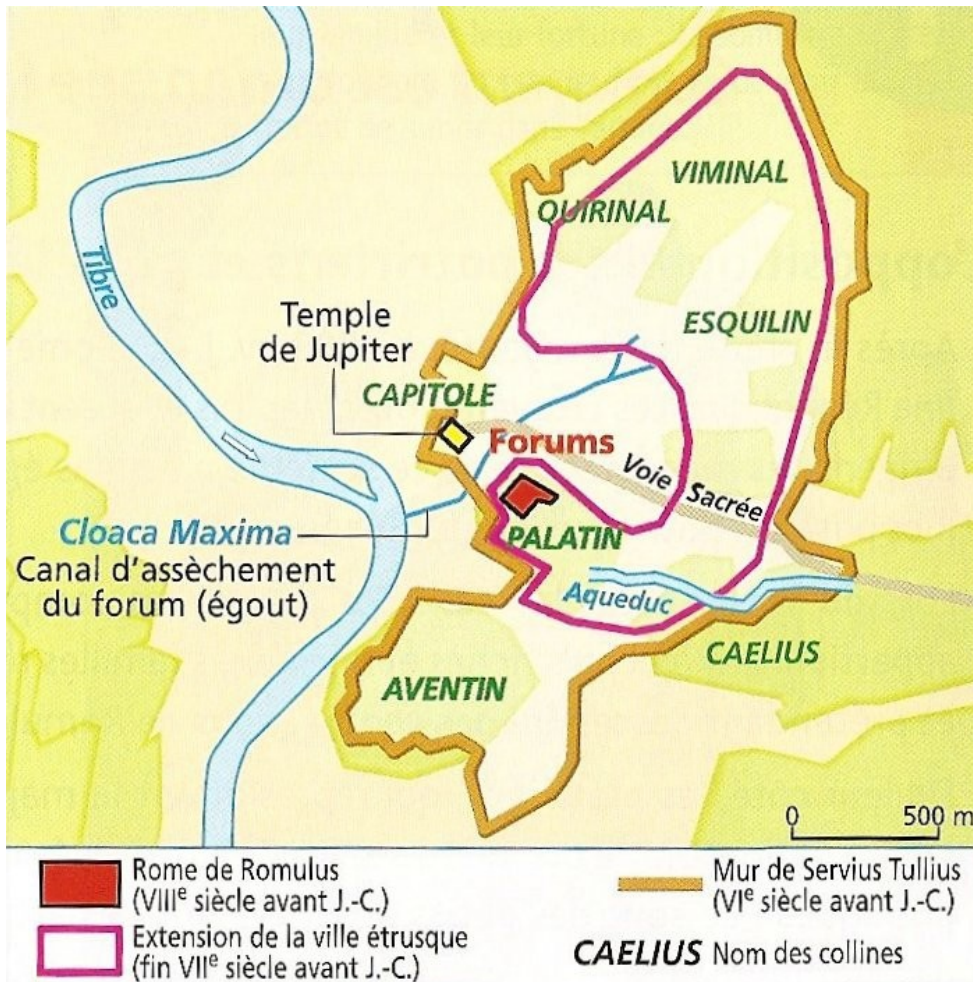 VIMINAL
QUIRINAL
Tibre
ESQUILIN
Temple
de Jupiter
CAPITOLE
Forums
Voie Sacrée
Cloaca Maxima
Canal d'assèchement
du forum (égout)
PALATIN
Aqueduc
CAELIUS
AVENTIN
0 500 m
Rome de Romulus
(VIIIe siècle avant J.-C.)
Extension de la ville étrusque
(fin VIIe siècle avant J.-C.)
Mur de Servius Tullius
(VIe siècle avant J.-C.)
CAELIUS Nom des collines